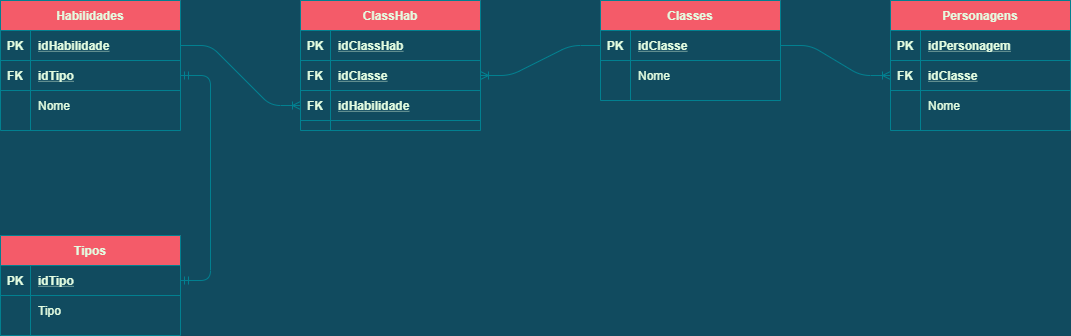 Habilidades
PK idHabilidade
FK idTipo
Nome
ClassHab
PK idClassHab
FK idClasse
FK idHabilidade
Classes
PK idClasse
Nome
Personagens
PK idPersonagem
FK idClasse
Nome
Tipos
PK idTipo
Tipo